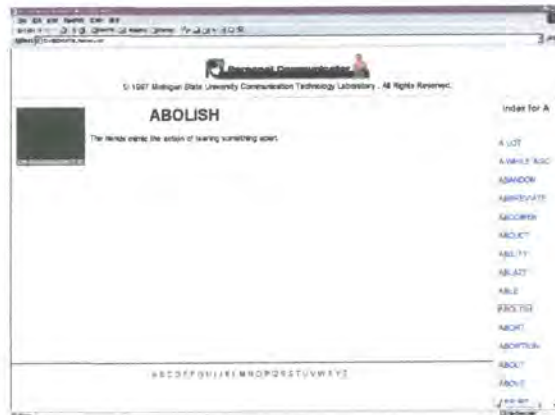 Personal Communicator
© 1997 Michigan State University Communication Technology Laboratory . All Rights Reserved.
ABOLISH
The hands mimic the action of tearing something apart.
Index for A
A LOT
A WHILE AGO
ABANDON
ABBREVIATE
ABDOMEN
ABDUCT
ABILITY
ABLAZE
ABLE
ABOLISH
ABORT
ABORTION
ABOUT
ABOVE
A B C D E F G H I J K L M N O P Q R S T U V W X Y Z